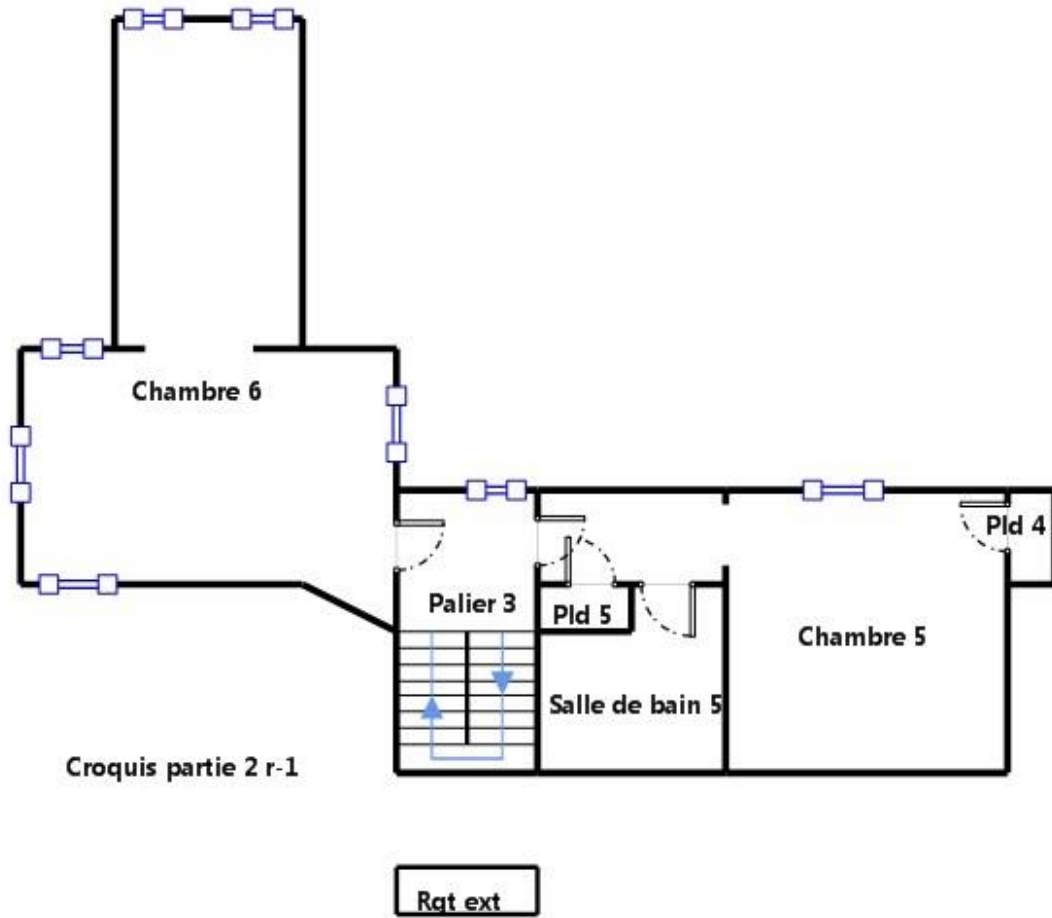 Chambre 6
Pld 4
Palier 3
Pld 5
Chambre 5
Salle de bain 5
Croquis partie 2 r-1
Rgt ext